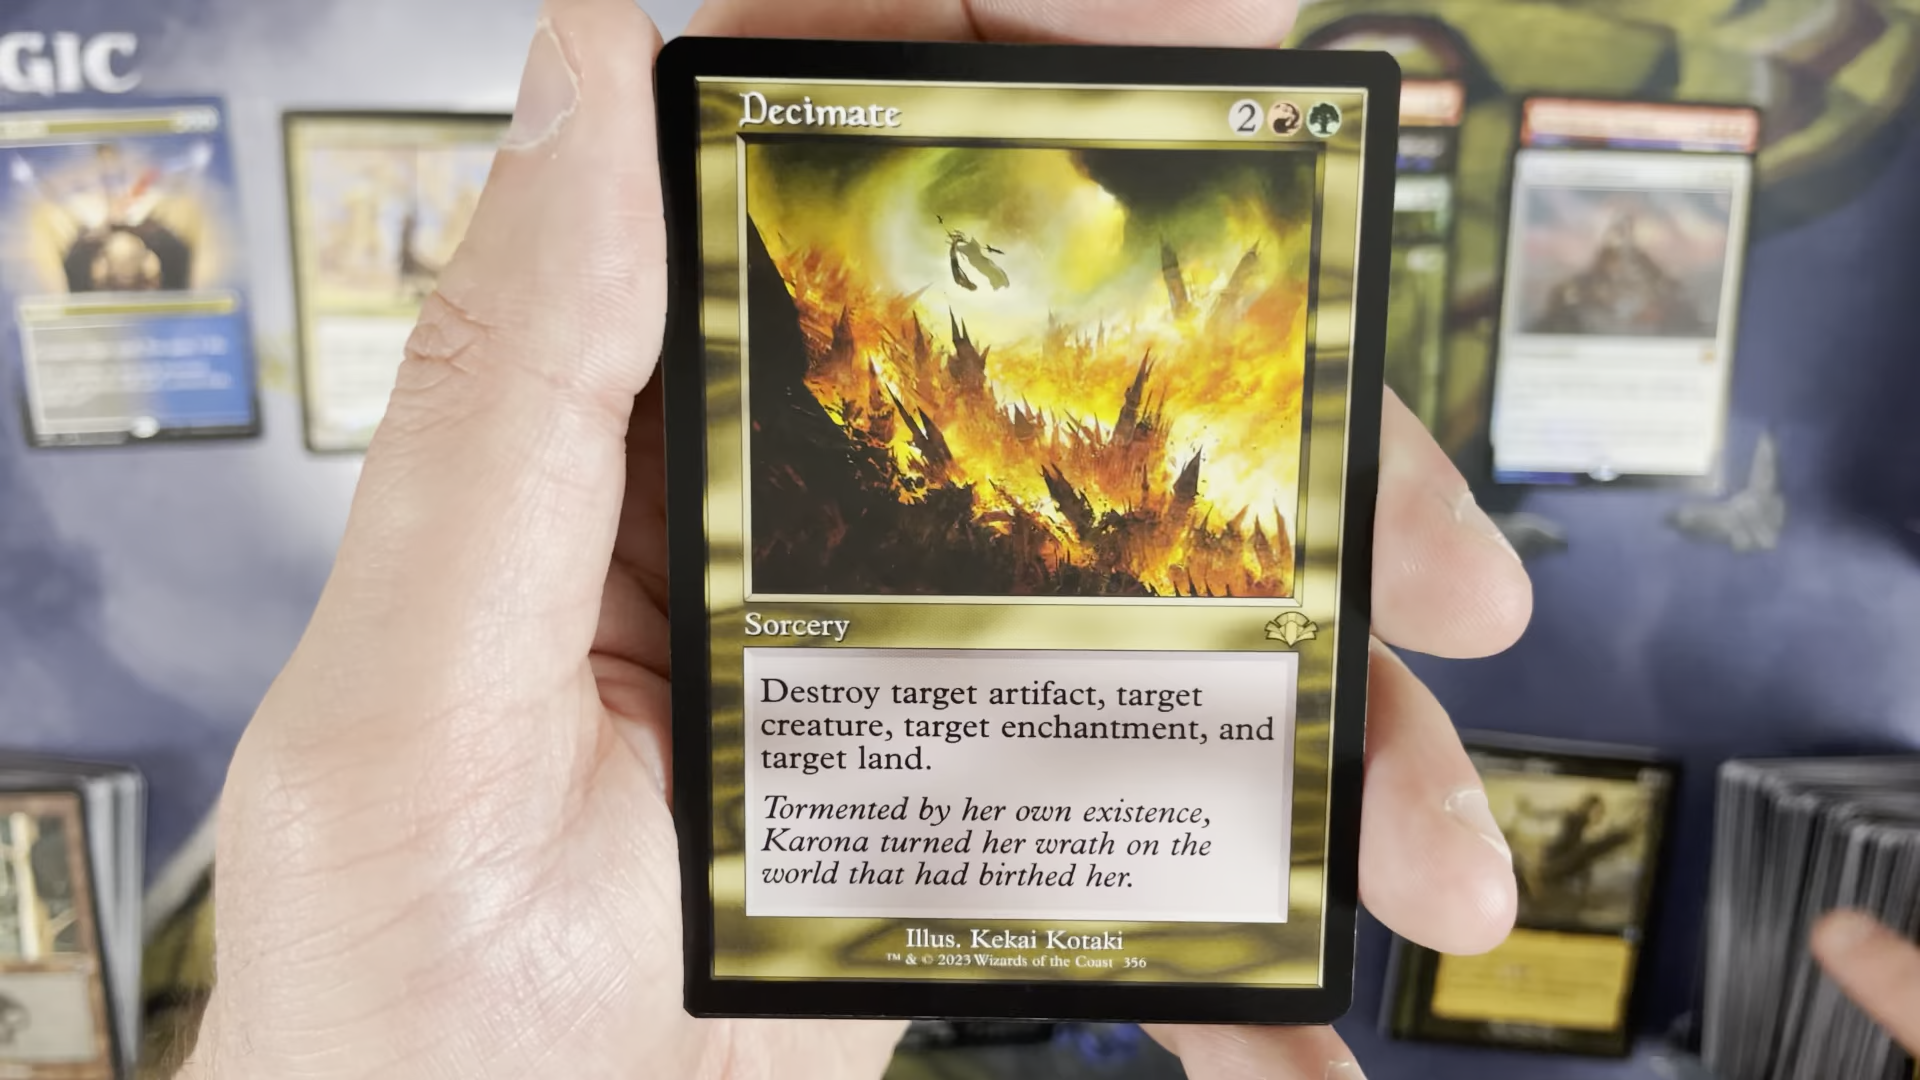 GIC
Decimate
2
Sorcery
Destroy target artifact, target
creature, target enchantment, and
target land.
Tormented by her own existence,
Karona turned her wrath on the
world that had birthed her.
Illus. Kekai Kotaki
™ & © 2023 Wizards of the Coast 356